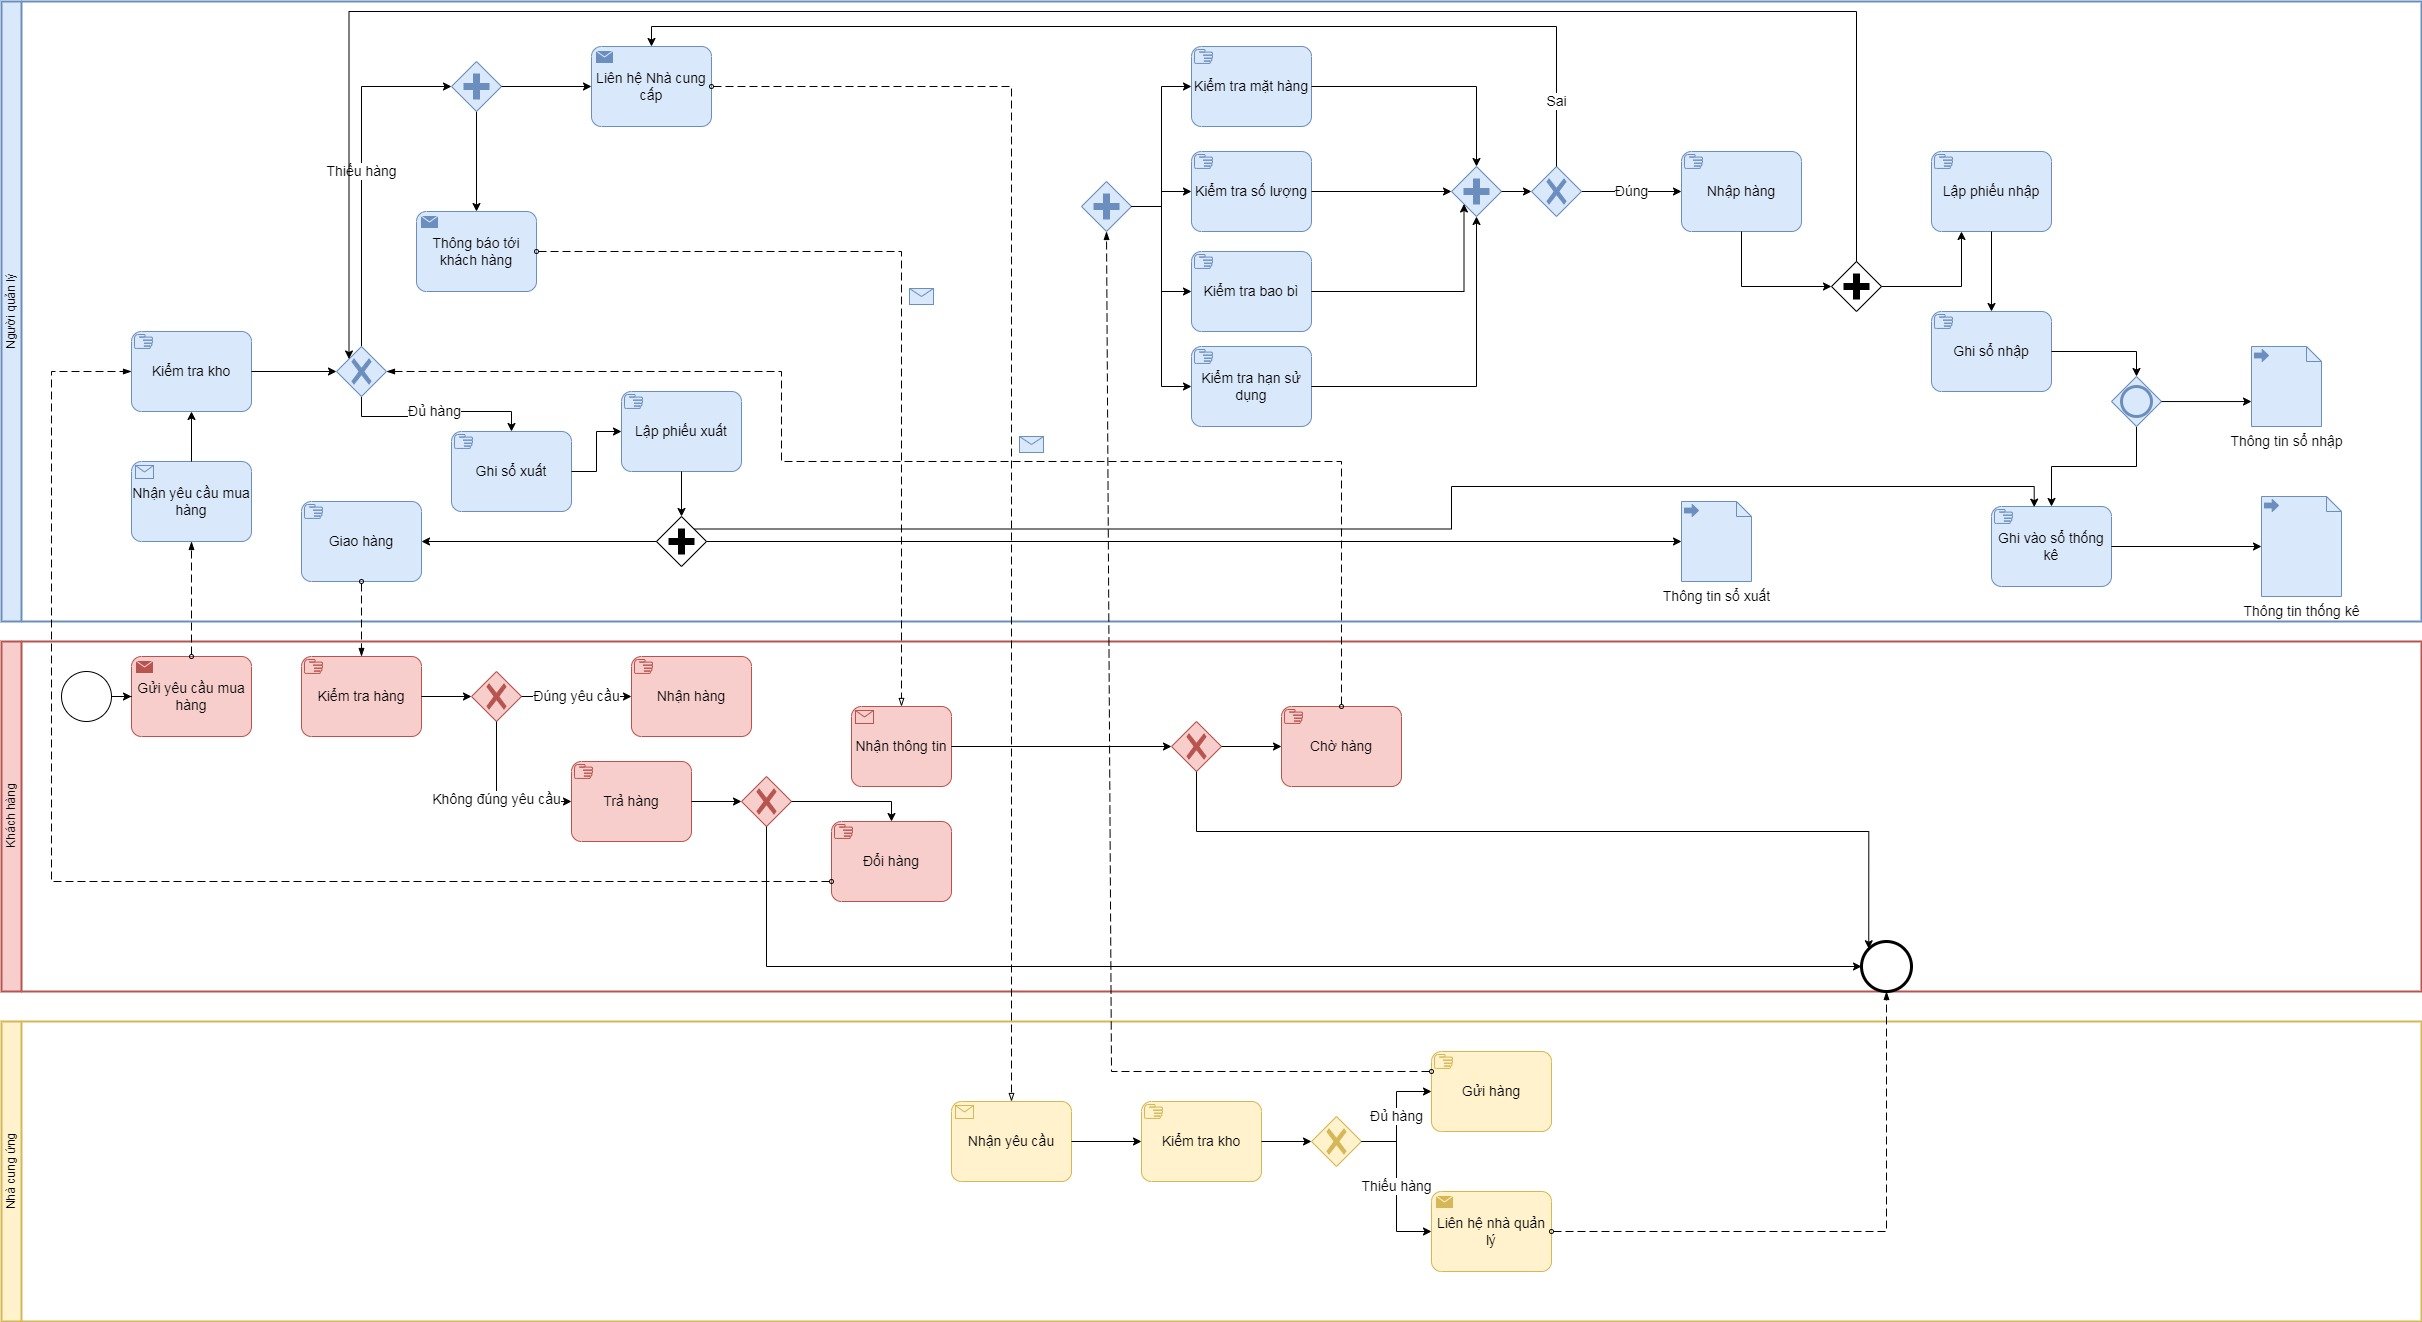 Người quản lý
Liên hệ Nhà cung
cấp
Thiếu hàng
Thông báo tới
khách hàng
Kiểm tra kho
Đủ hàng
Lập phiếu xuất
Ghi sổ xuất
Nhận yêu cầu mua
hàng
Giao hàng
Kiểm tra mặt hàng
Kiểm tra số lượng
Kiểm tra bao bì
Kiểm tra hạn sử
dụng
Sai
Đúng
Nhập hàng
Lập phiếu nhập
Ghi sổ nhập
Thông tin sổ nhập
Ghi vào sổ thống
kê
Thông tin sổ xuất
Thông tin thống kê
Khách hàng
Gửi yêu cầu mua
hàng
Kiểm tra hàng
Đúng yêu cầu
Nhận hàng
Không đúng yêu cầu
Trả hàng
Đổi hàng
Nhận thông tin
Chờ hàng
Nhà cung ứng
Nhận yêu cầu
Kiểm tra kho
Đủ hàng
Gửi hàng
Thiếu hàng
Liên hệ nhà quản
lý